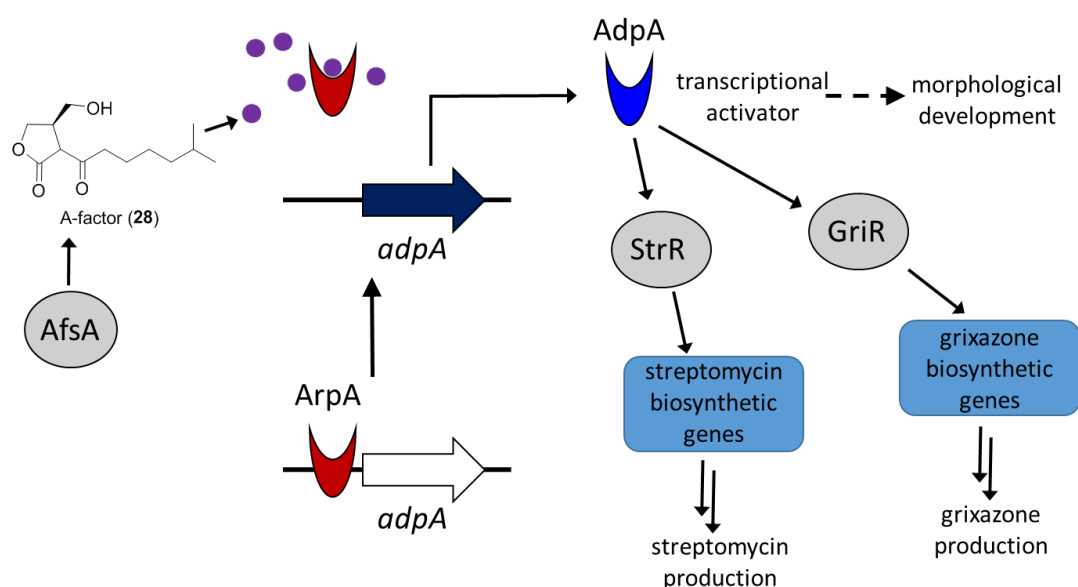 OH
O
O
O
A-factor (28)
AfsA
adpA
ArpA
adpA
AdpA
transcriptional
activator
morphological
development
StrR
GriR
streptomycin
biosynthetic
genes
grixazone
biosynthetic
genes
streptomycin
production
grixazone
production